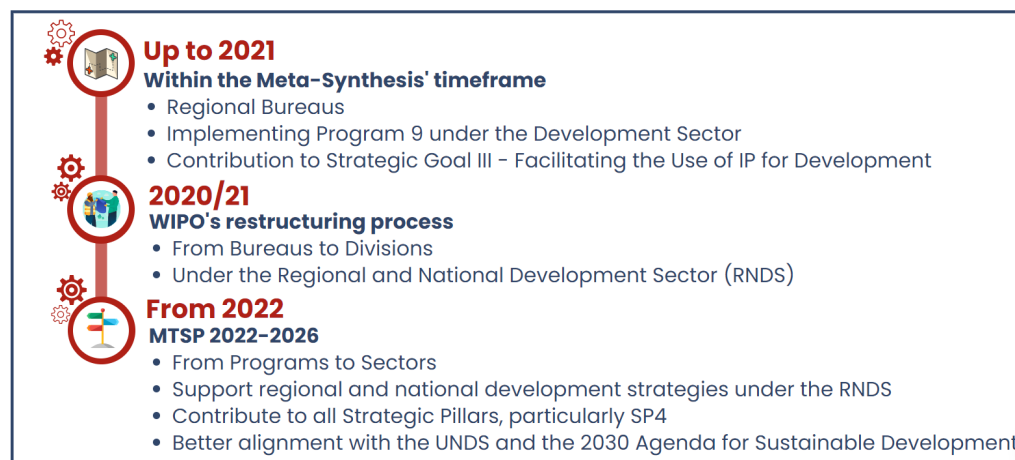 Up to 2021
Within the Meta-Synthesis' timeframe
• Regional Bureaus
• Implementing Program 9 under the Development Sector
• Contribution to Strategic Goal III - Facilitating the Use of IP for Development
2020/21
WIPO's restructuring process
• From Bureaus to Divisions
• Under the Regional and National Development Sector (RNDS)
From 2022
MTSP 2022-2026
• From Programs to Sectors
• Support regional and national development strategies under the RNDS
• Contribute to all Strategic Pillars, particularly SP4
• Better alignment with the UNDS and the 2030 Agenda for Sustainable Development